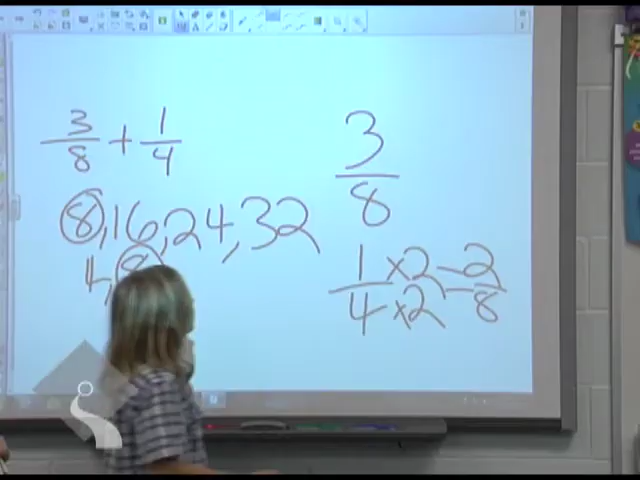 3/8 + 1/4
8, 16, 24, 32
4, 8
3/8
1/4 ×2/×2 = 2/8